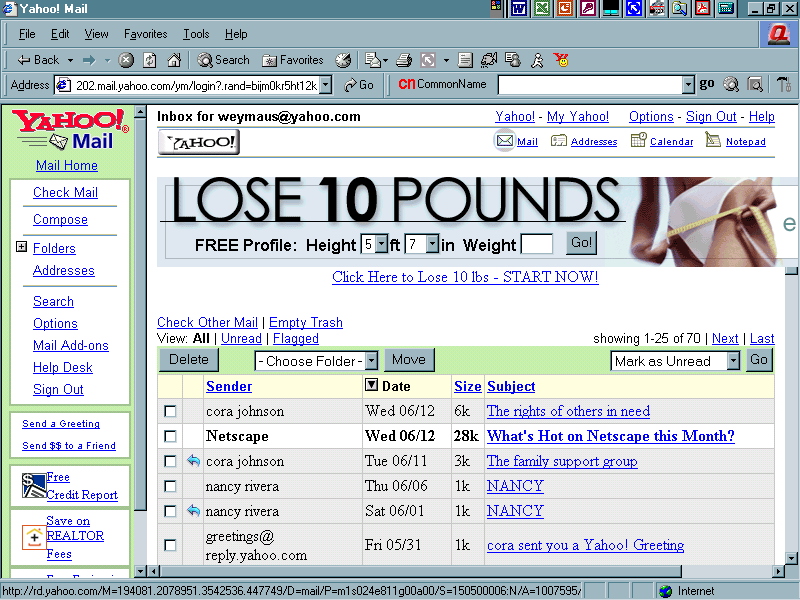 Yahoo! Mail
File Edit View Favorites Tools Help
Back Search Favorites
Address 202.mail.yahoo.com/ym/login?.rand=bijm0kr5ht12k Go cn CommonName go
YAHOO! Mail
Mail Home
Check Mail
Compose
Folders
Addresses
Search
Options
Mail Add-ons
Help Desk
Sign Out
Send a Greeting
Send $$ to a Friend
Free
Credit Report
Save on
REALTOR
Fees
Inbox for weymaus@yahoo.com Yahoo! - My Yahoo! Options - Sign Out - Help
YAHOO! Mail Addresses Calendar Notepad
LOSE 10 POUNDS
FREE Profile: Height 5 ft 7 in Weight Go!
Click Here to Lose 10 lbs - START NOW!
Check Other Mail | Empty Trash
View: All | Unread | Flagged showing 1-25 of 70 | Next | Last
Delete - Choose Folder - Move Mark as Unread Go
Sender Date Size Subject
cora johnson Wed 06/12 6k The rights of others in need
Netscape Wed 06/12 28k What's Hot on Netscape this Month?
cora johnson Tue 06/11 3k The family support group
nancy rivera Thu 06/06 1k NANCY
nancy rivera Sat 06/01 1k NANCY
greetings@
reply.yahoo.com Fri 05/31 1k cora sent you a Yahoo! Greeting
http://rd.yahoo.com/M=194081.2078951.3542536.447749/D=mail/P=m1s024e811g00a00/S=150500006:N/A=1007595/ Internet